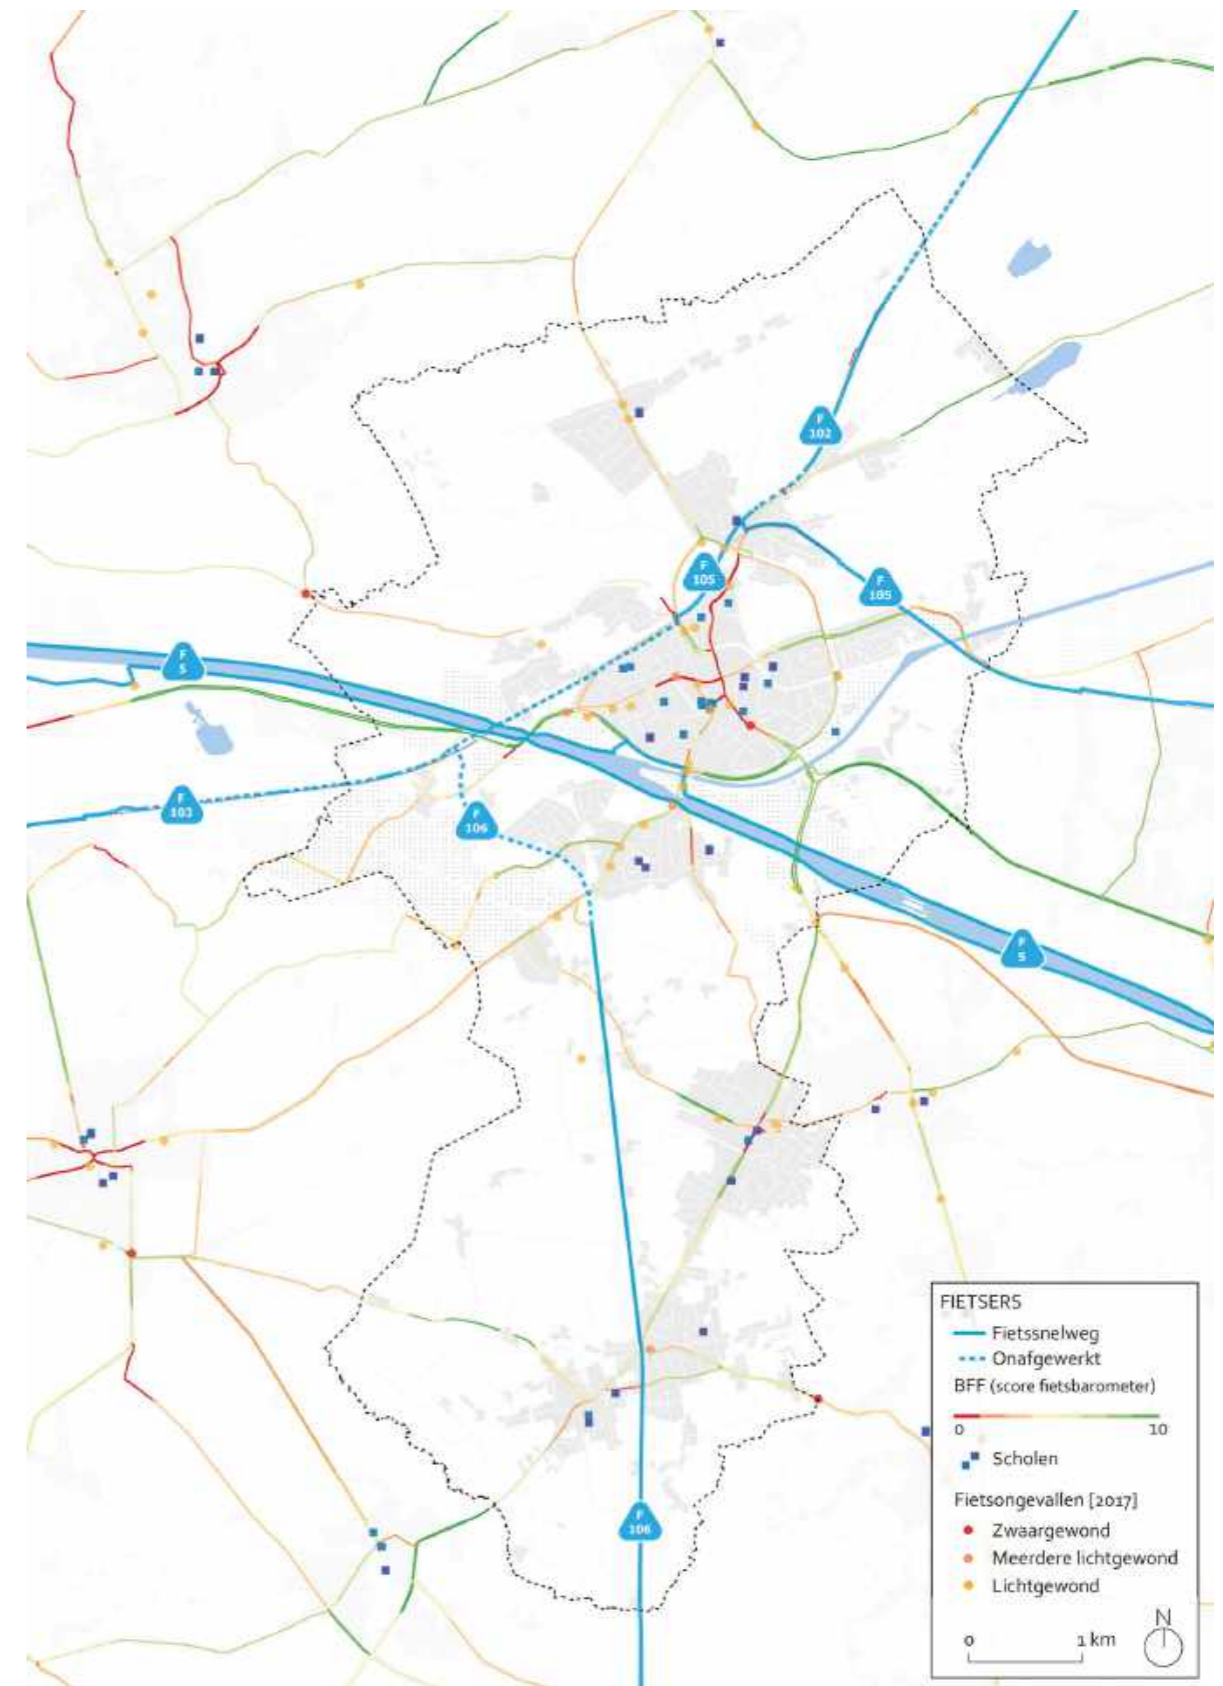 F
102
F
105
F
105
F
5
F
103
F
106
F
5
F
106
FIETSERS
Fietssnelweg
Onafgewerkt
BFF (score fietsbarometer)
0 10
Scholen
Fietsongevallen [2017]
Zwaargewond
Meerdere lichtgewond
Lichtgewond
N
0 1 km